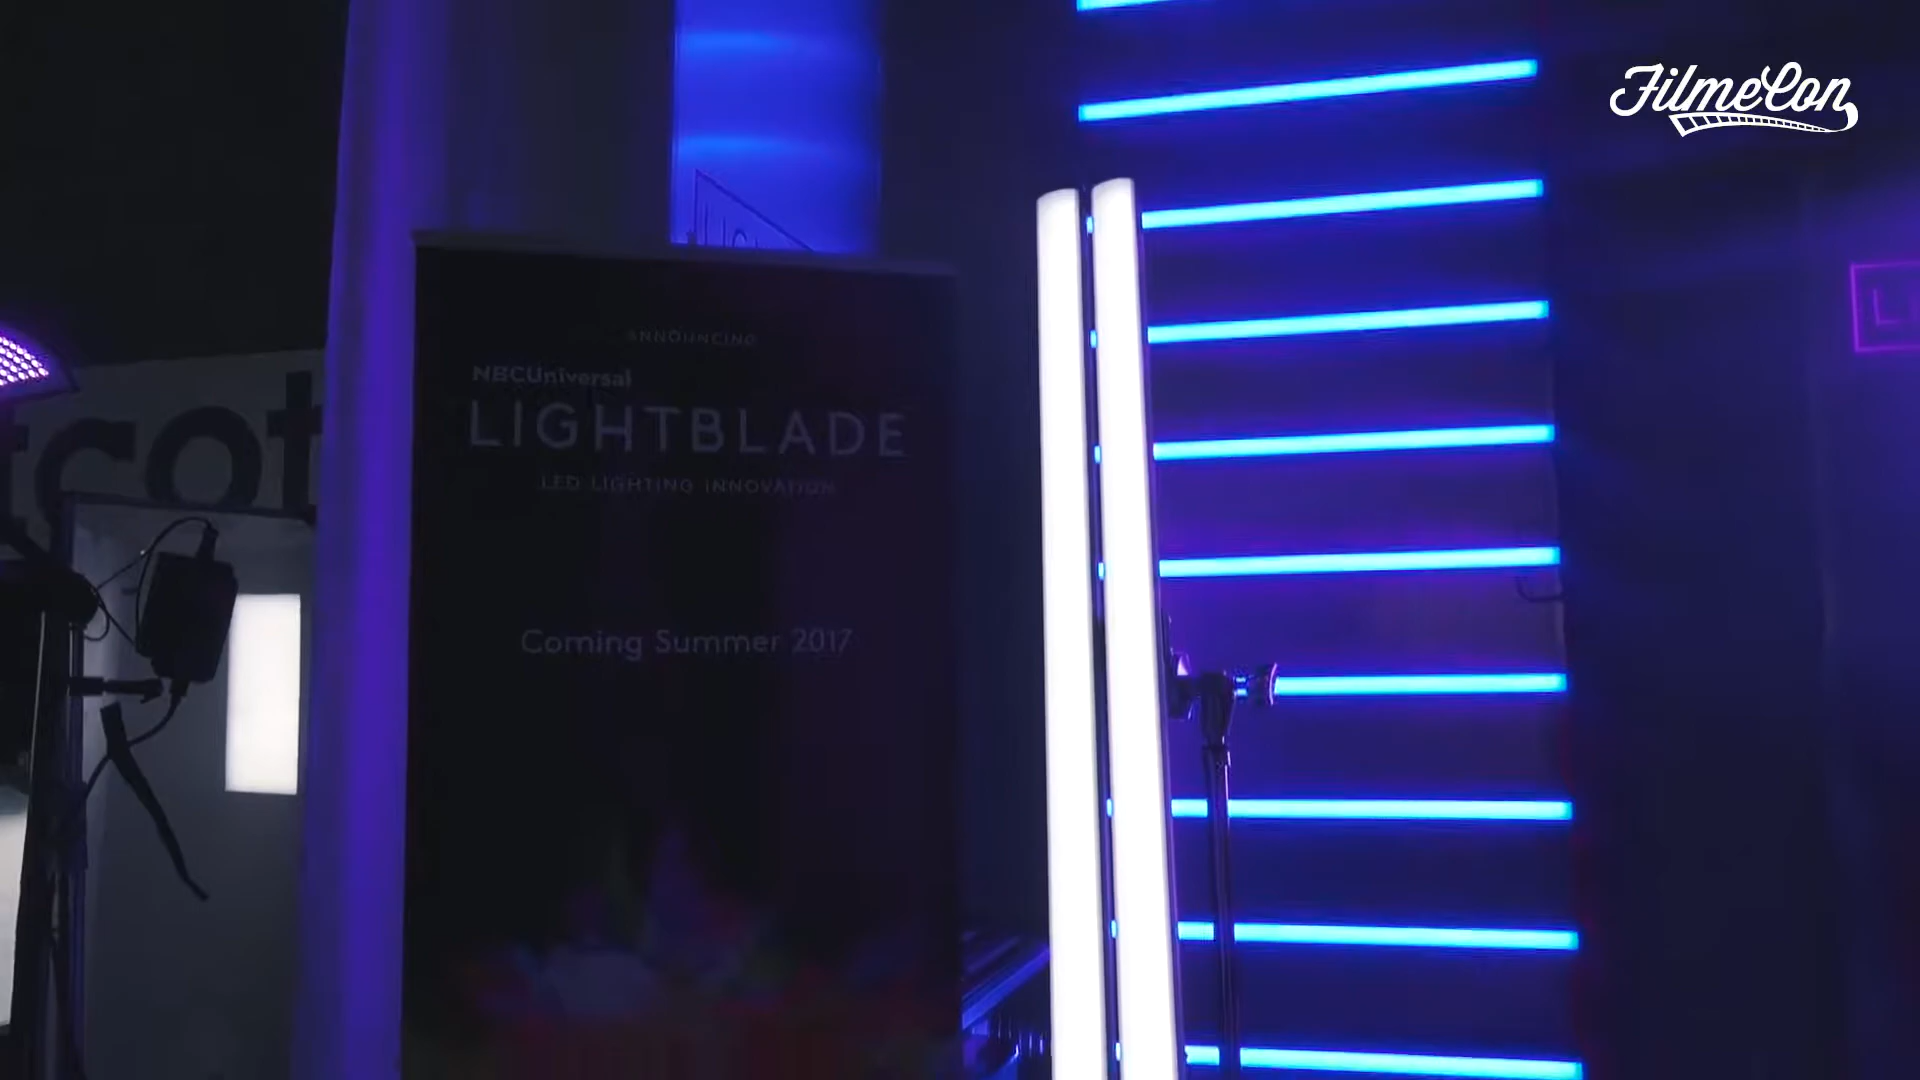 FilmeCon
ANNOUNCING
NBCUniversal
LIGHTBLADE
LED LIGHTING INNOVATION
Coming Summer 2017